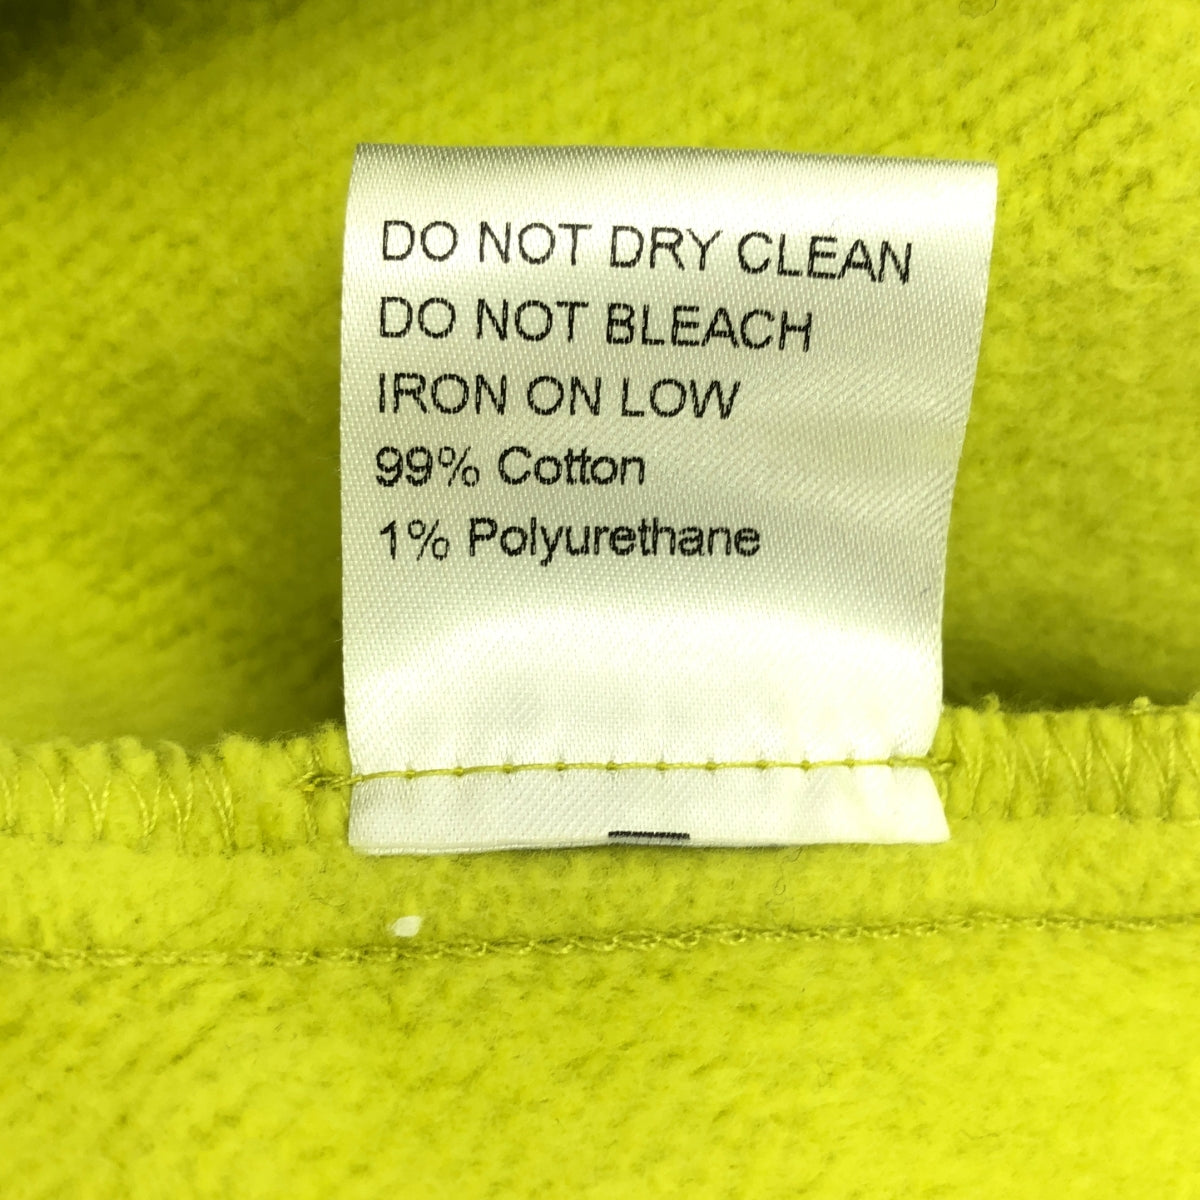 DO NOT DRY CLEAN
DO NOT BLEACH
IRON ON LOW
99% Cotton
1% Polyurethane